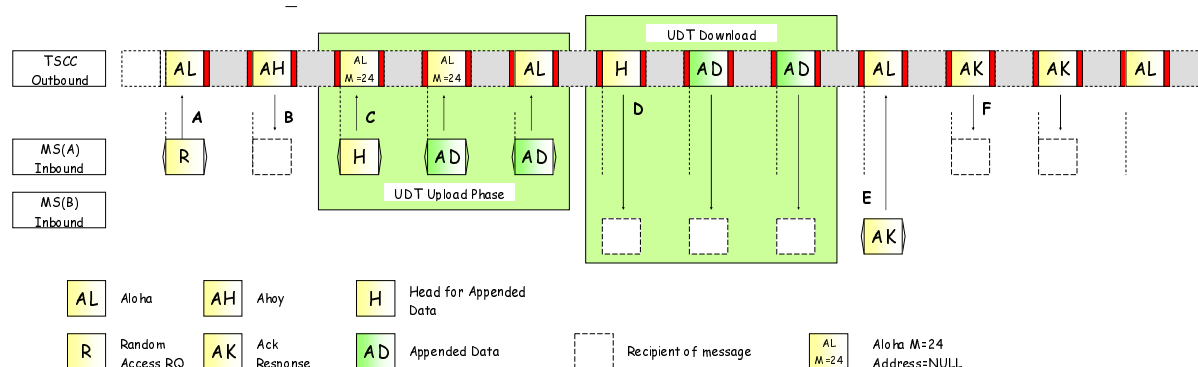 UDT Download
TSCC
Outbound
AL
AH
AL
M=24
AL
M=24
AL
H
AD
AD
AL
AK
AK
AL
A
B
C
D
F
MS(A)
Inbound
R
H
AD
AD
UDT Upload Phase
MS(B)
Inbound
E
AK
AL
Aloha
AH
Ahoy
H
Head for Appended
Data
R
Random
Access RQ
AK
Ack
Response
AD
Appended Data
Recipient of message
AL
M=24
Aloha M=24
Address=NULL